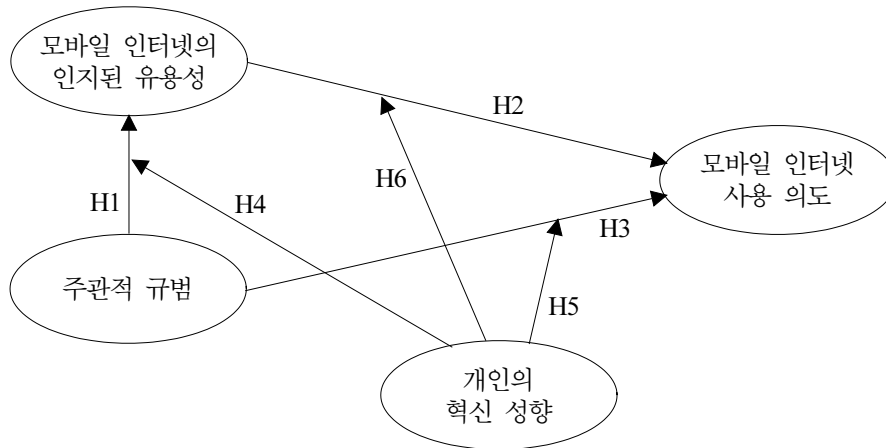 모바일 인터넷의
인지된 유용성
H2
모바일 인터넷
사용 의도
H6
H1
H4
H3
주관적 규범
H5
개인의
혁신 성향